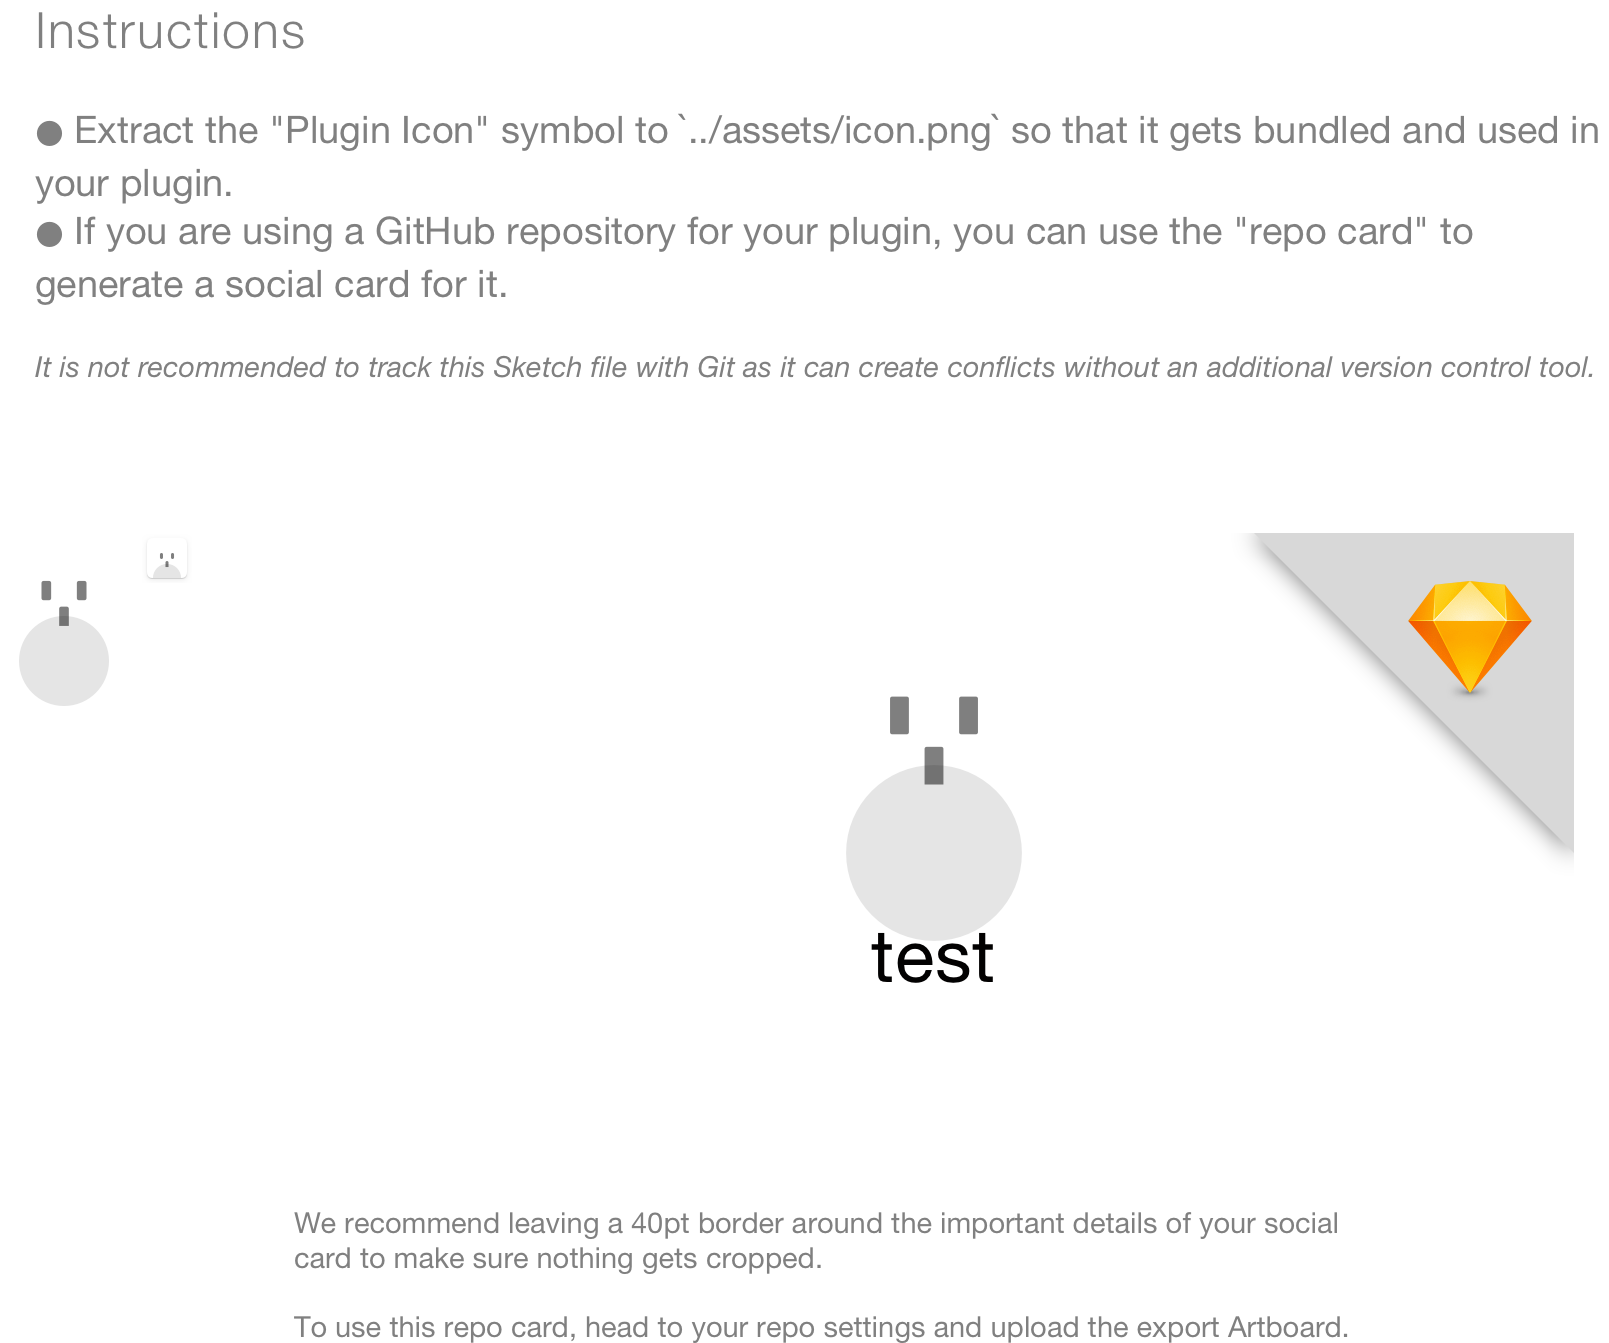 Instructions
● Extract the "Plugin Icon" symbol to `../assets/icon.png` so that it gets bundled and used in
your plugin.
● If you are using a GitHub repository for your plugin, you can use the "repo card" to
generate a social card for it.
It is not recommended to track this Sketch file with Git as it can create conflicts without an additional version control tool.
test
We recommend leaving a 40pt border around the important details of your social
card to make sure nothing gets cropped.
To use this repo card, head to your repo settings and upload the export Artboard.